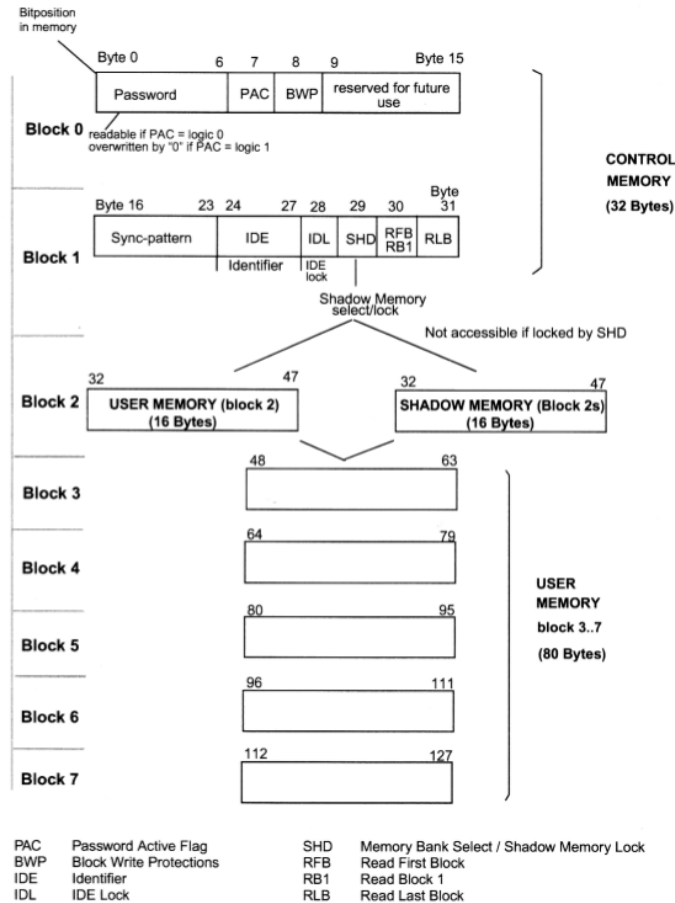 Bitposition
in memory
Byte 0 6 7 8 9 Byte 15
Password PAC BWP reserved for future
use
Block 0
readable if PAC = logic 0
overwritten by "0" if PAC = logic 1
CONTROL
MEMORY
(32 Bytes)
Byte
Byte 16 23 24 27 28 29 30 31
Sync-pattern IDE IDL SHD RFB RLB
RB1
Block 1
Identifier IDE
lock
Shadow Memory
select/lock
Not accessible if locked by SHD
32 47 32 47
Block 2 USER MEMORY (block 2) SHADOW MEMORY (Block 2s)
(16 Bytes) (16 Bytes)
48 63
Block 3
64 79
Block 4
80 95
Block 5
USER
MEMORY
block 3..7
(80 Bytes)
96 111
Block 6
112 127
Block 7
PAC Password Active Flag SHD Memory Bank Select / Shadow Memory Lock
BWP Block Write Protections RFB Read First Block
IDE Identifier RB1 Read Block 1
IDL IDE Lock RLB Read Last Block